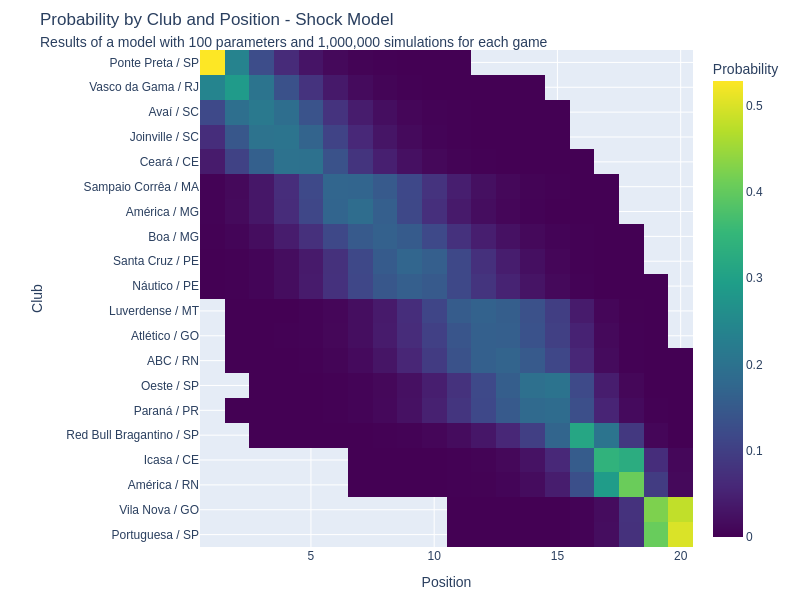 Probability by Club and Position - Shock Model
Results of a model with 100 parameters and 1,000,000 simulations for each game
Ponte Preta / SP
Vasco da Gama / RJ
Avaí / SC
Joinville / SC
Ceará / CE
Sampaio Corrêa / MA
América / MG
Boa / MG
Santa Cruz / PE
Náutico / PE
Luverdense / MT
Atlético / GO
ABC / RN
Oeste / SP
Paraná / PR
Red Bull Bragantino / SP
Icasa / CE
América / RN
Vila Nova / GO
Portuguesa / SP
Club
5
10
15
20
Position
Probability
0.5
0.4
0.3
0.2
0.1
0